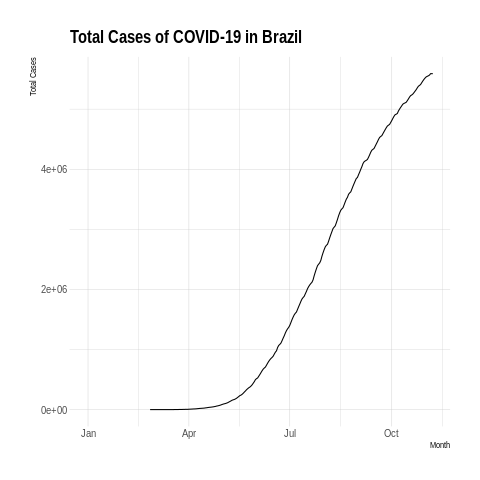 Total Cases of COVID-19 in Brazil
Total Cases
4e+06
2e+06
0e+00
Jan Apr Jul Oct
Month